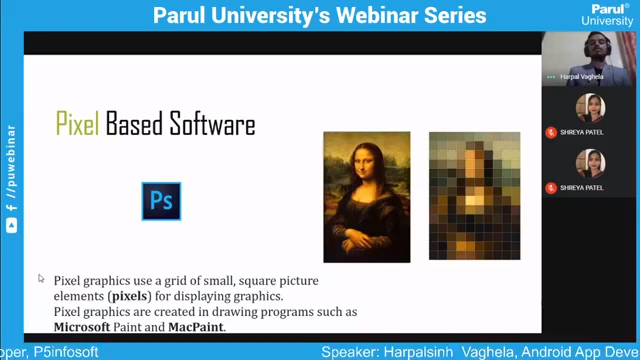 Parul University's Webinar Series
Parul®
University
//puwebinar
Pixel Based Software
Ps
Harpal Vaghela
SHREYA PATEL
SHREYA PATEL
Pixel graphics use a grid of small, square picture
elements (pixels) for displaying graphics.
Pixel graphics are created in drawing programs such as
Microsoft Paint and MacPaint.
oper, P5infosoft
Speaker: Harpalsinh Vaghela, Android App Deve